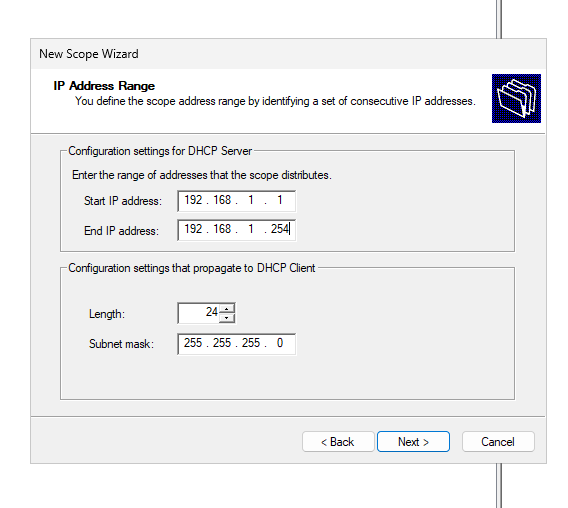 New Scope Wizard
IP Address Range
You define the scope address range by identifying a set of consecutive IP addresses.
Configuration settings for DHCP Server
Enter the range of addresses that the scope distributes.
Start IP address: 192 . 168 . 1 . 1
End IP address: 192 . 168 . 1 . 254
Configuration settings that propagate to DHCP Client
Length: 24
Subnet mask: 255 . 255 . 255 . 0
< Back Next > Cancel